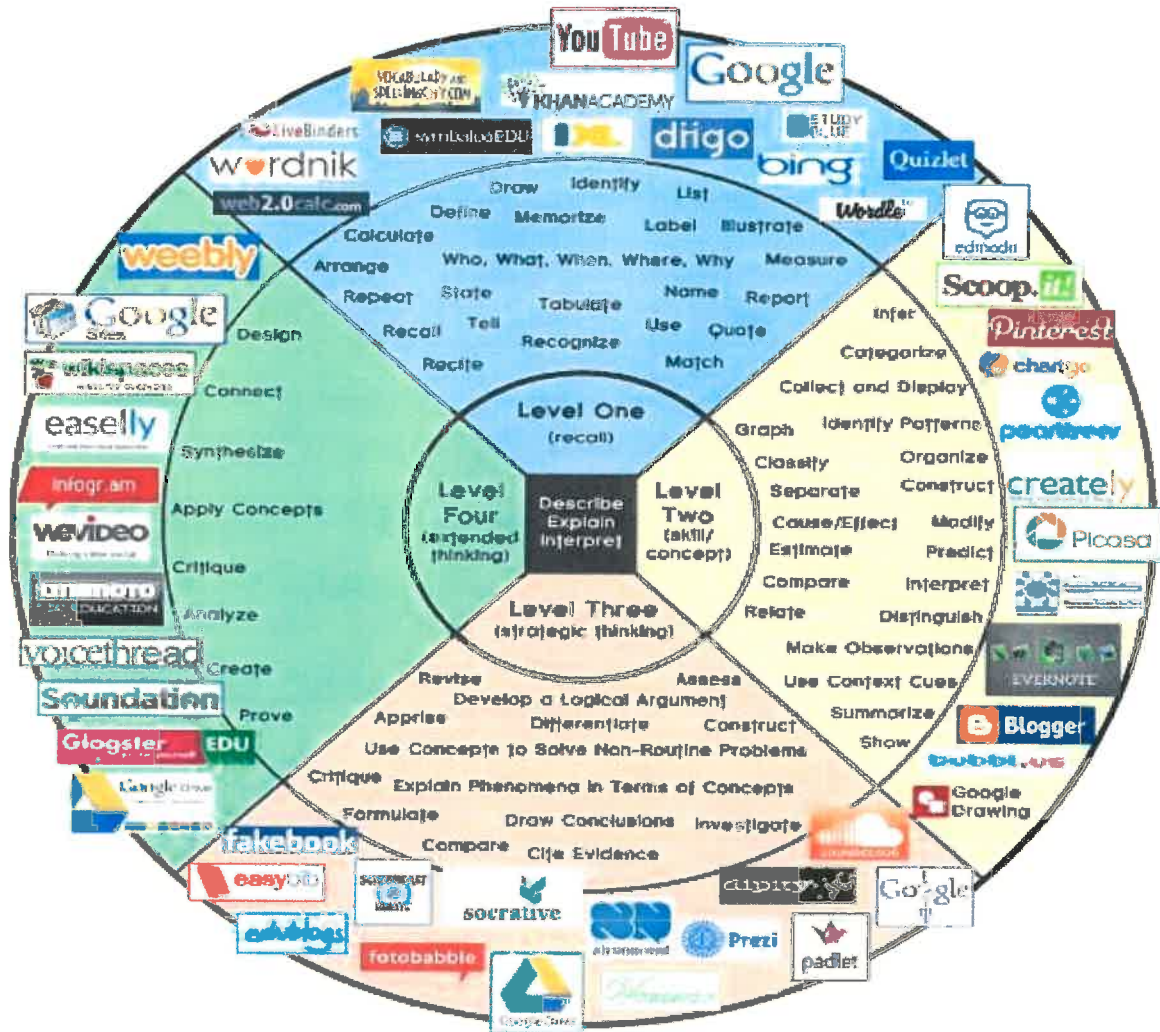 YouTube
VOCABULARY AND
SPELLINGCITY.COM
KHANACADEMY
Google
LiveBinders
symbalooEDU
IXL
diigo
STUDY
BLUE
wordnik
bing
Quizlet
web2.0calc.com
Wordle
Draw Identify List
Define Memorize Label Illustrate
Calculate
Arrange Who, What, When, Where, Why Measure
Repeat State Tabulate Name Report
Recall Tell Recognize Use Quote
Recite Match
Level One
(recall)
edmodo
Scoop.it!
Pinterest
pearltrees
creately
Picasa
EVERNOTE
Blogger
bubbl.us
Google
Drawing
Infer
Categorize
Collect and Display
Graph Identify Patterns
Classify Organize
Separate Construct
Cause/Effect Modify
Estimate Predict
Compare Interpret
Relate Distinguish
Make Observations
Use Context Cues
Summarize
Show
Level
Two
(skill/
concept)
Describe
Explain
Interpret
Level Three
(strategic thinking)
Revise Assess
Develop a Logical Argument
Apprise Differentiate Construct
Use Concepts to Solve Non-Routine Problems
Critique Explain Phenomena in Terms of Concepts
Formulate Draw Conclusions Investigate
Compare Cite Evidence
SOUNDCLOUD
fakebook
easybib
edublogs
socrative
fotobabble
Prezi
padlet
Google
Level
Four
(extended
thinking)
Design
Connect
Synthesize
Apply Concepts
Critique
Analyze
Create
Prove
weebly
Google
Sites
wikispaces
easelly
infogr.am
wevideo
animoto
EDUCATION
voicethread
Soundation
Glogster EDU
Google Drive